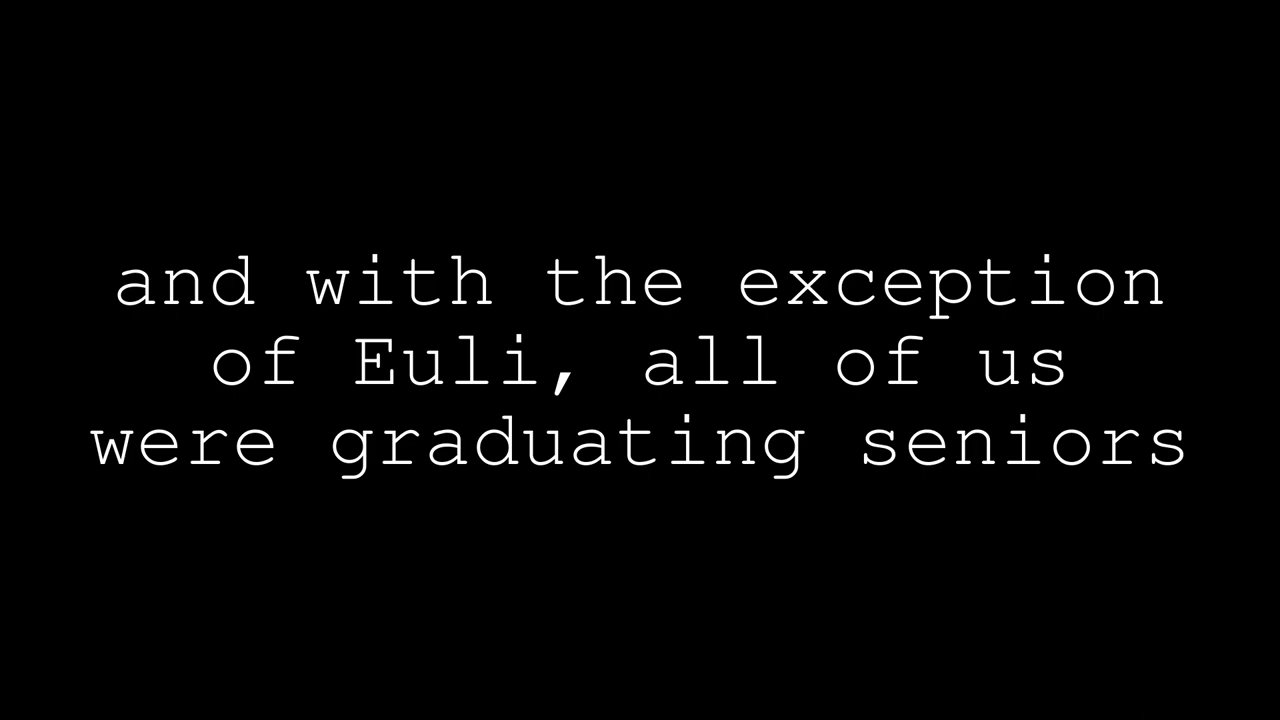 and with the exception
of Euli, all of us
were graduating seniors